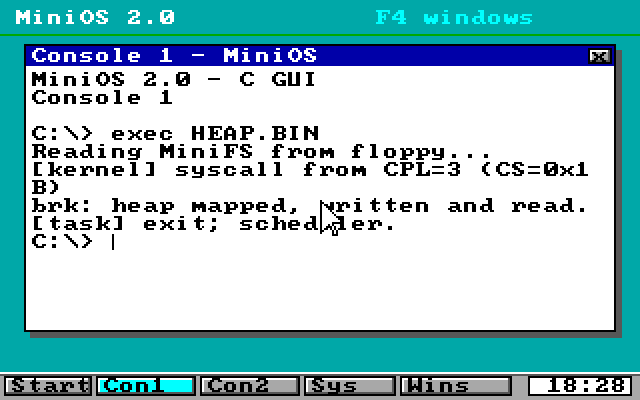 MiniOS 2.0 F4 windows
Console 1 - MiniOS
MiniOS 2.0 - C GUI
Console 1
C:\> exec HEAP.BIN
Reading MiniFS from floppy...
[kernel] syscall from CPL=3 (CS=0x1
B)
brk: heap mapped, written and read.
[task] exit; scheduler.
C:\>
Start Con1 Con2 Sys Wins 18:28